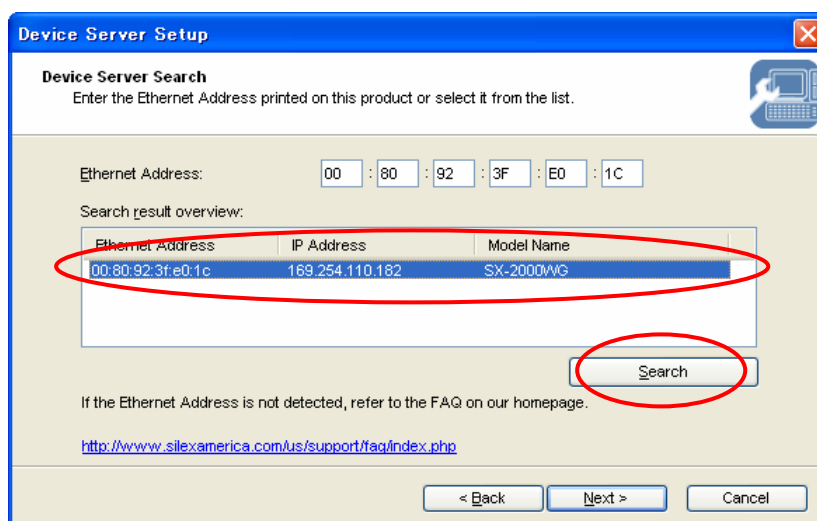 Device Server Setup
Device Server Search
Enter the Ethernet Address printed on this product or select it from the list.
Ethernet Address: 00 : 80 : 92 : 3F : E0 : 1C
Search result overview:
Ethernet Address IP Address Model Name
00:80:92:3f:e0:1c 169.254.110.182 SX-2000WG
Search
If the Ethernet Address is not detected, refer to the FAQ on our homepage.
http://www.silexamerica.com/us/support/faq/index.php
< Back Next > Cancel